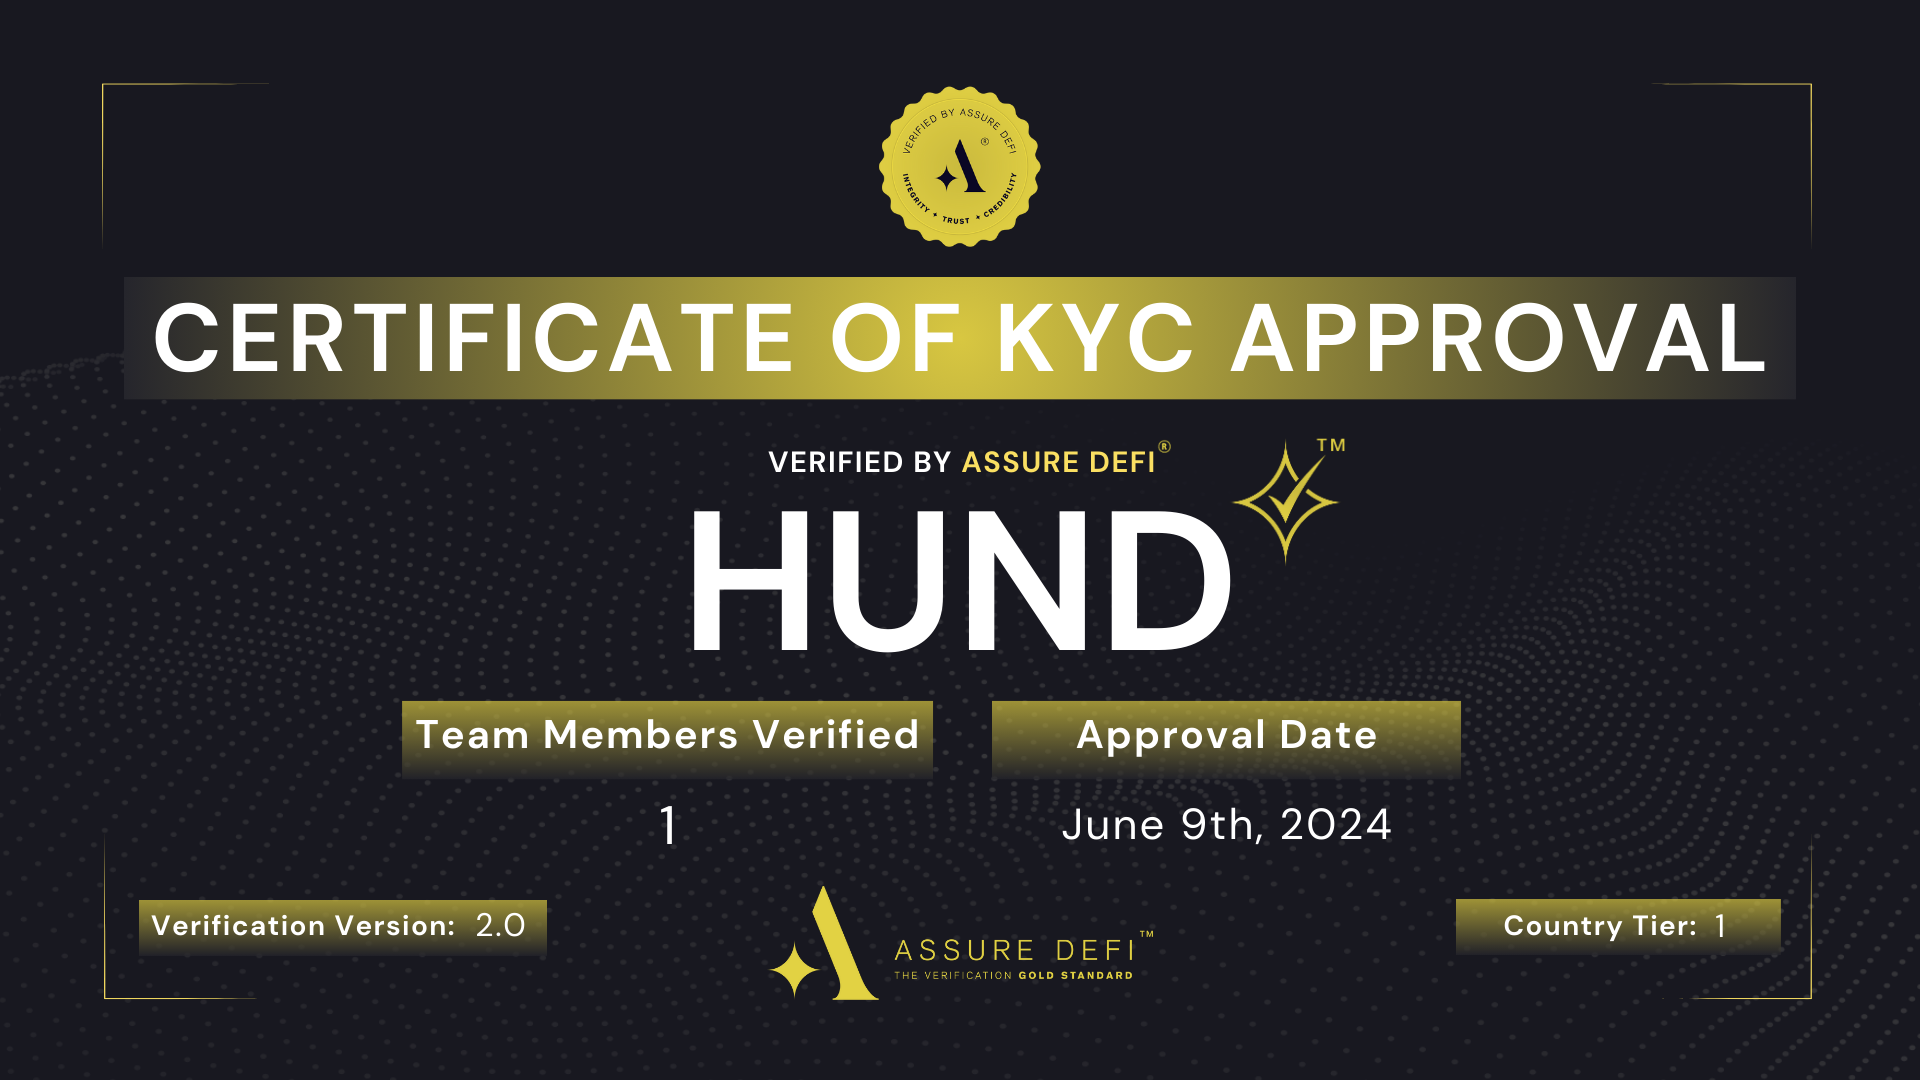 VERIFIED BY ASSURE DEFI
®
INTEGRITY ✦ TRUST ✦ CREDIBILITY
CERTIFICATE OF KYC APPROVAL
VERIFIED BY ASSURE DEFI®
TM
HUND
Team Members Verified
Approval Date
1
June 9th, 2024
Verification Version: 2.0
ASSURE DEFI TM
THE VERIFICATION GOLD STANDARD
Country Tier: 1